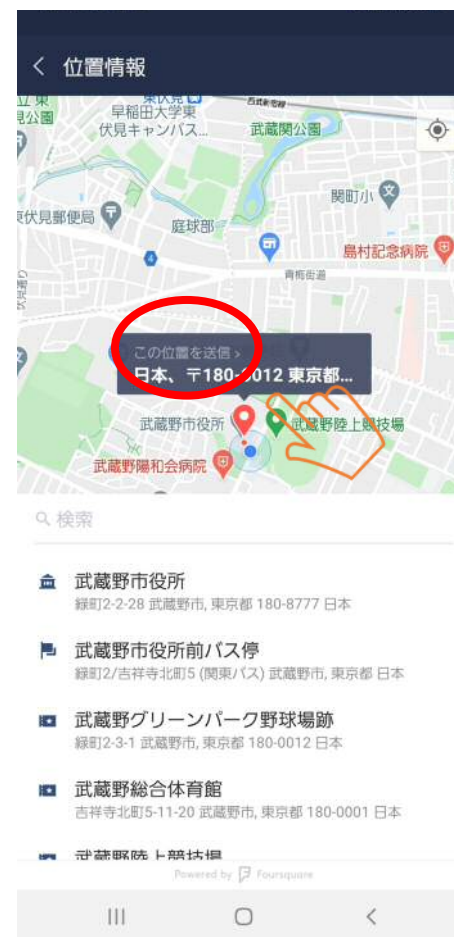 位置情報
早稲田大学東
伏見キャンパス...
武蔵関公園
関町小
東伏見郵便局
庭球部
島村記念病院
青梅街道
4
この位置を送信 ›
日本、〒180-0012 東京都...
武蔵野市役所
武蔵野陸上競技場
武蔵野陽和会病院
検索
武蔵野市役所
緑町2-2-28 武蔵野市, 東京都 180-8777 日本
武蔵野市役所前バス停
緑町2/吉祥寺北町5 (関東バス) 武蔵野市, 東京都 日本
武蔵野グリーンパーク野球場跡
緑町2-3-1 武蔵野市, 東京都 180-0012 日本
武蔵野総合体育館
吉祥寺北町5-11-20 武蔵野市, 東京都 180-0001 日本
武蔵野陸上競技場
Powered by Foursquare